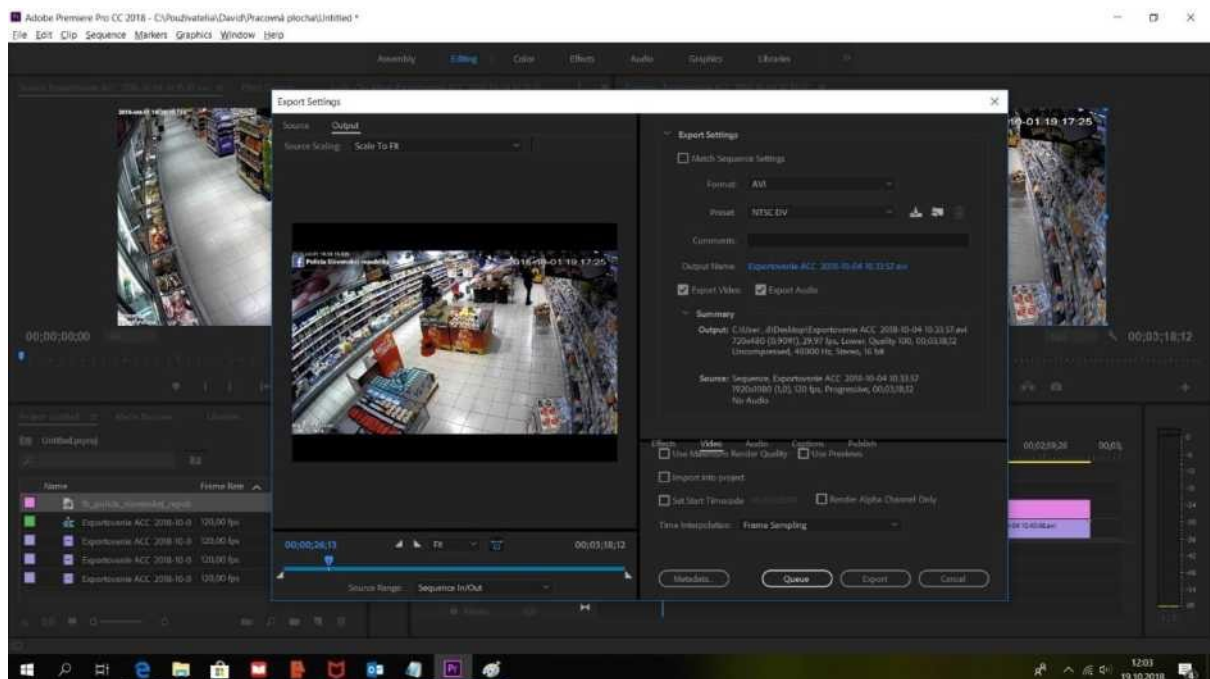 Adobe Premiere Pro CC 2018 - C:\Používatelia\David\Pracovná plocha\Untitled *
File Edit Clip Sequence Markers Graphics Window Help
Assembly Editing Color Effects Audio Graphics Libraries
Export Settings
Source Output
Source Scaling: Scale To Fit
Polícia Slovenskej republiky
2018-09-01 19:17:25
00;00;26;13
Fit
00;03;18;12
Source Range: Sequence In/Out
Export Settings
Match Sequence Settings
Format: AVI
Preset: NTSC DV
Comments:
Output Name: Exportovanie ACC 2018-10-04 10.33.57.avi
Export Video Export Audio
Summary
Output: C:\User
d\Desktop\Exportovanie ACC 2018-10-04 10.33.57.avi
720x480 (0,9091), 29,97 fps, Lower, Quality 100, 00;03;18;12
Uncompressed, 48000 Hz, Stereo, 16 bit
Source: Sequence, Exportovanie ACC 2018-10-04 10.33.57
1920x1080 (1,0), 120 fps, Progressive, 00;03;18;12
No Audio
Effects Video Audio Captions Publish
Use Maximum Render Quality Use Previews
Import into project
Set Start Timecode
Render Alpha Channel Only
Time Interpolation: Frame Sampling
Metadata... Queue Export Cancel
00;00;00;00
-01 19:17:25
00;03;18;12
Untitled.prproj
Name Frame Rate
Exportovanie ACC 2018-10-0 120,00 fps
Exportovanie ACC 2018-10-0 120,00 fps
Exportovanie ACC 2018-10-0 120,00 fps
Exportovanie ACC 2018-10-0 120,00 fps
00;02;59;26
12:03
19.10.2018